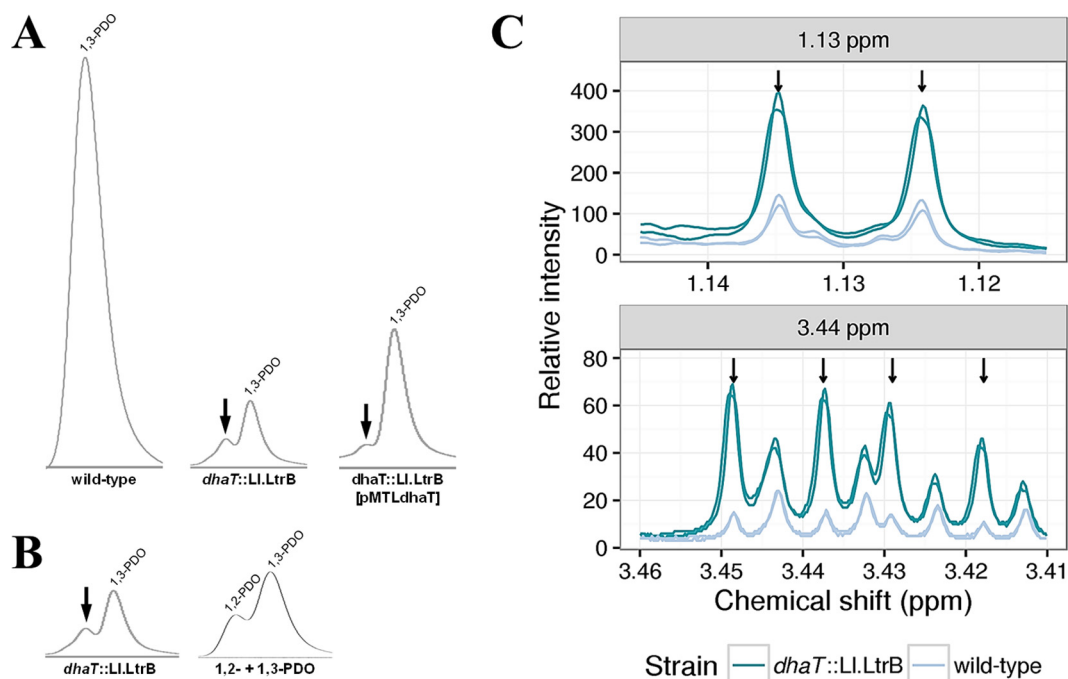 A
1,3-PDO
1,3-PDO
1,3-PDO
wild-type
dhaT::Ll.LtrB
dhaT::Ll.LtrB
[pMTLdhaT]
B
1,3-PDO
1,2-PDO
1,3-PDO
dhaT::Ll.LtrB
1,2- + 1,3-PDO
C
1.13 ppm
400
300
200
100
0
1.14
1.13
1.12
Relative intensity
3.44 ppm
80
60
40
20
0
3.46
3.45
3.44
3.43
3.42
3.41
Chemical shift (ppm)
Strain
dhaT::Ll.LtrB
wild-type